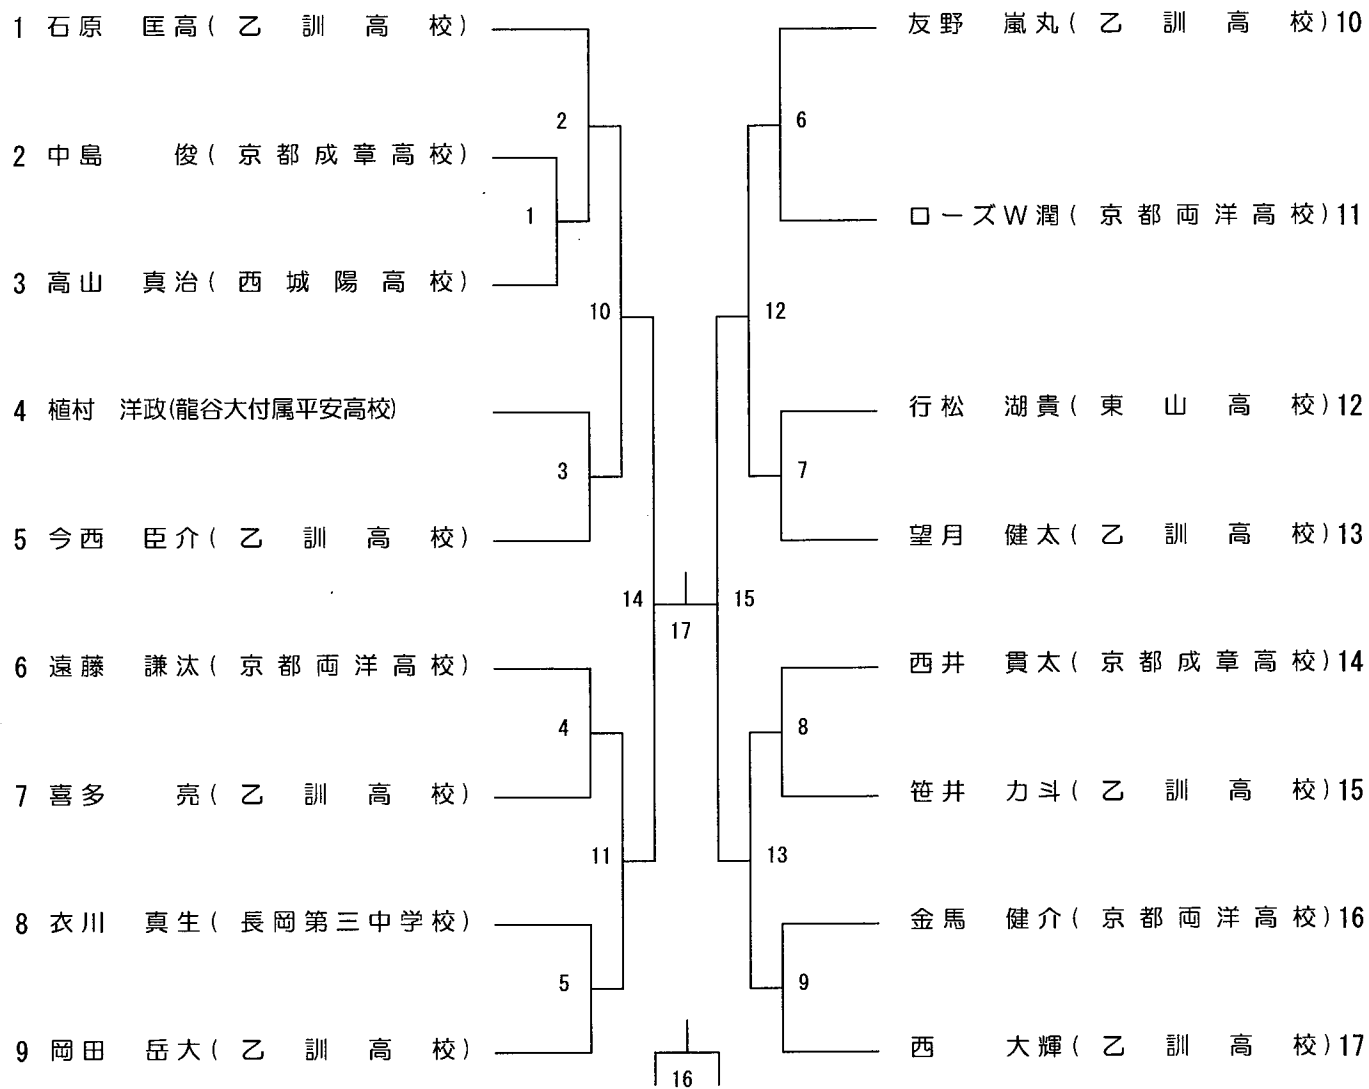 1 石原 匡高(乙訓高校)
2
2 中島 俊(京都成章高校)
1
3 高山 真治(西城陽高校)
10
4 植村 洋政(龍谷大付属平安高校)
3
5 今西 臣介(乙訓高校)
14
6 遠藤 謙汰(京都両洋高校)
4
7 喜多 亮(乙訓高校)
11
8 衣川 真生(長岡第三中学校)
5
9 岡田 岳大(乙訓高校)
17
16
友野 嵐丸(乙訓高校)10
6
ローズW潤(京都両洋高校)11
12
行松 湖貴(東山高校)12
7
望月 健太(乙訓高校)13
15
西井 貫太(京都成章高校)14
8
笹井 力斗(乙訓高校)15
13
金馬 健介(京都両洋高校)16
9
西 大輝(乙訓高校)17